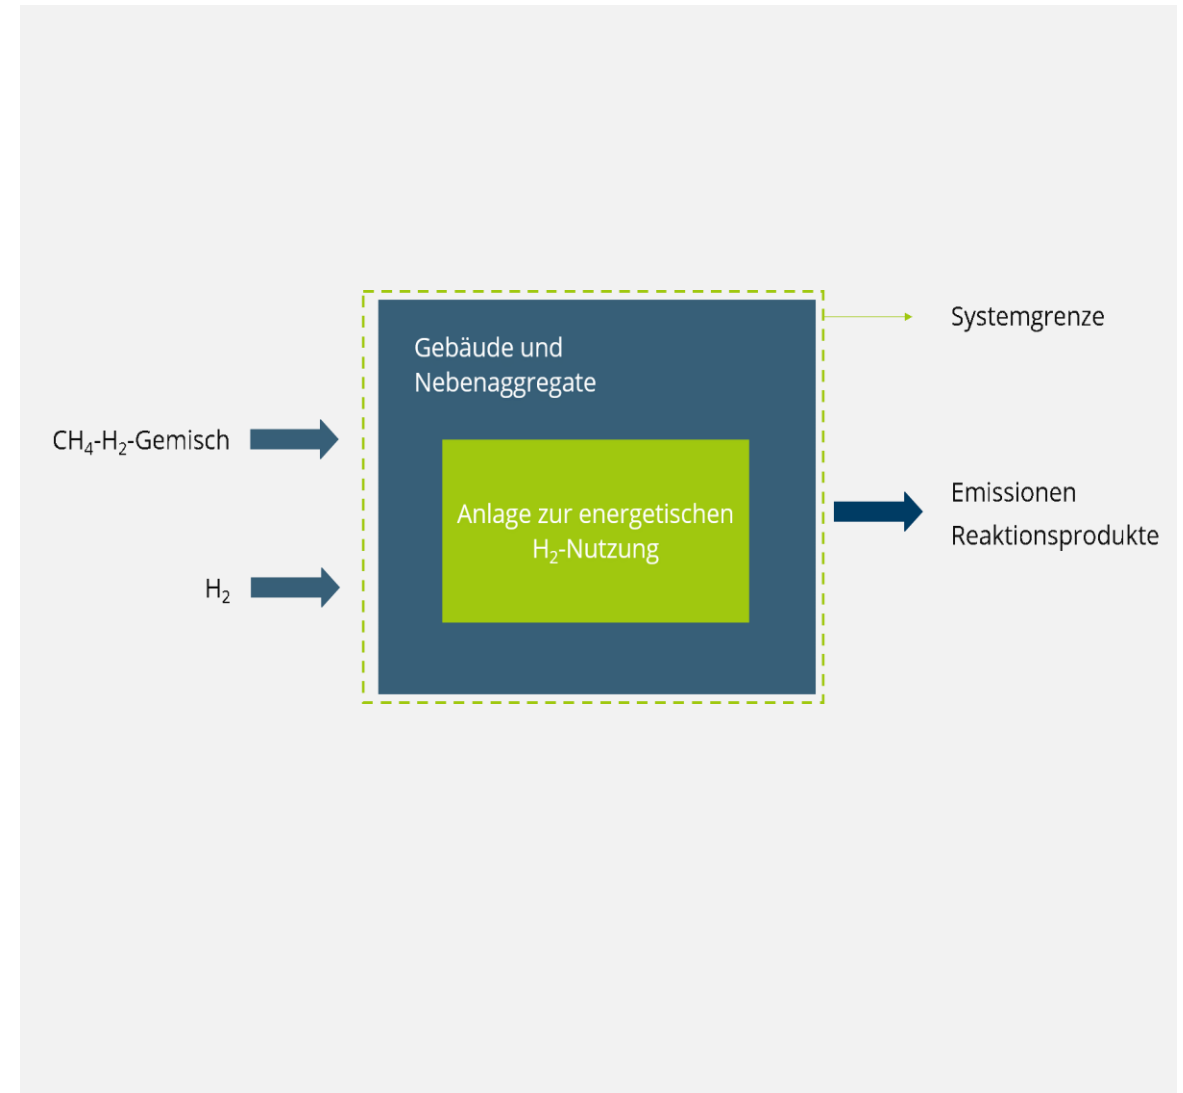 Systemgrenze
Gebäude und
Nebenaggregate
CH₄-H₂-Gemisch
Emissionen
Anlage zur energetischen
H₂-Nutzung
Reaktionsprodukte
H₂